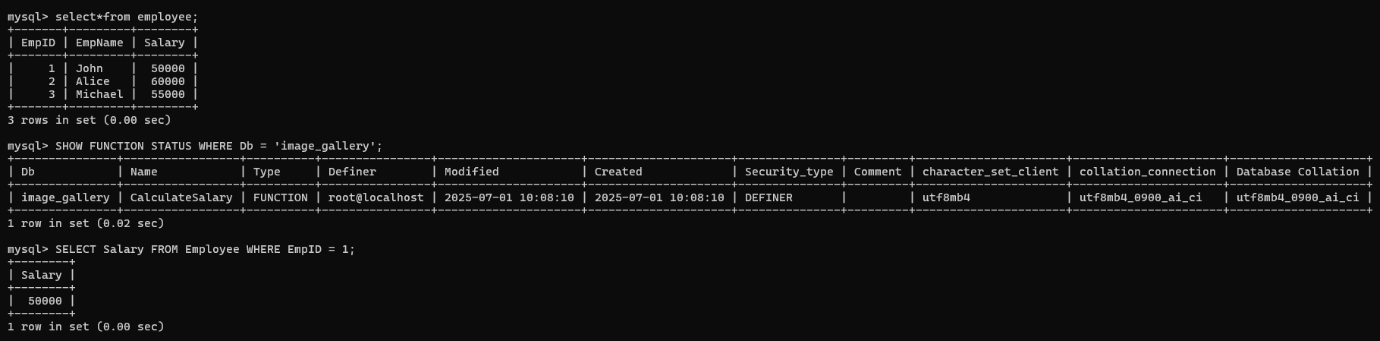 mysql> select*from employee;
+-------+---------+--------+
| EmpID | EmpName | Salary |
+-------+---------+--------+
|     1 | John    |  50000 |
|     2 | Alice   |  60000 |
|     3 | Michael |  55000 |
+-------+---------+--------+
3 rows in set (0.00 sec)
mysql> SHOW FUNCTION STATUS WHERE Db = 'image_gallery';
+---------------+-----------------+----------+----------------+---------------------+---------------------+---------------+---------+----------------------+----------------------+--------------------+
| Db            | Name            | Type     | Definer        | Modified            | Created             | Security_type | Comment | character_set_client | collation_connection | Database Collation |
+---------------+-----------------+----------+----------------+---------------------+---------------------+---------------+---------+----------------------+----------------------+--------------------+
| image_gallery | CalculateSalary | FUNCTION | root@localhost | 2025-07-01 10:08:10 | 2025-07-01 10:08:10 | DEFINER       |         | utf8mb4              | utf8mb4_0900_ai_ci   | utf8mb4_0900_ai_ci |
+---------------+-----------------+----------+----------------+---------------------+---------------------+---------------+---------+----------------------+----------------------+--------------------+
1 row in set (0.02 sec)
mysql> SELECT Salary FROM Employee WHERE EmpID = 1;
+--------+
| Salary |
+--------+
|  50000 |
+--------+
1 row in set (0.00 sec)